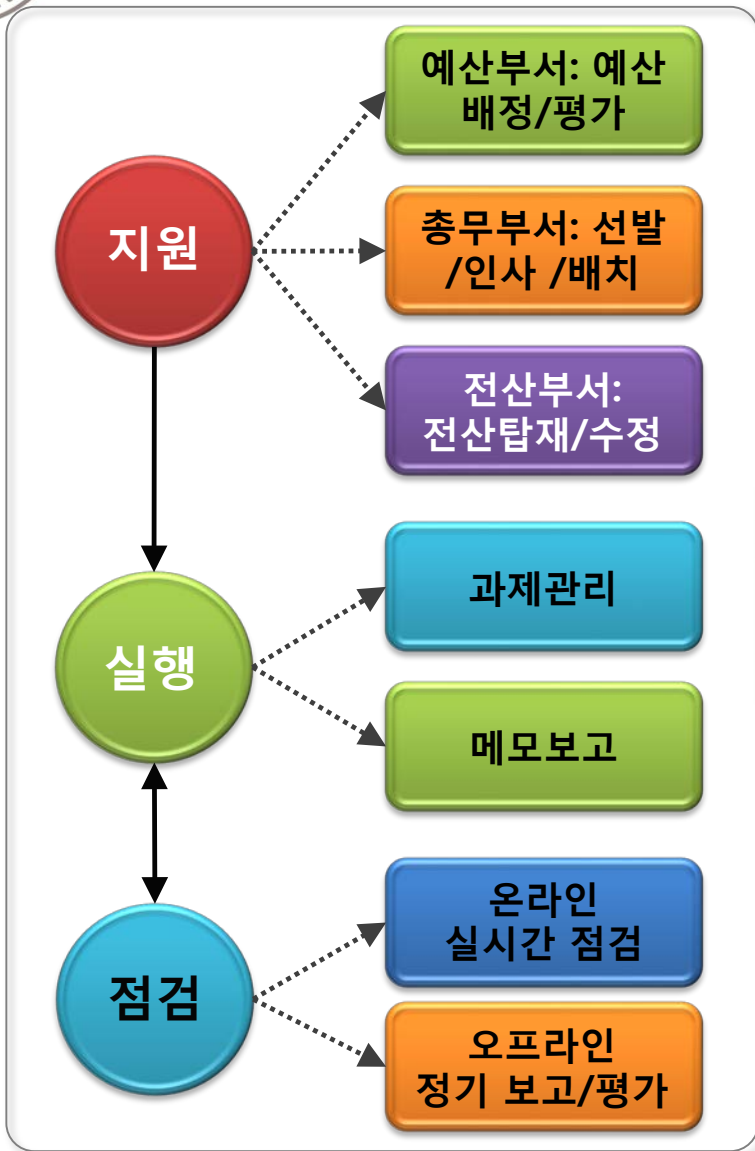 지원
예산부서: 예산
배정/평가
총무부서: 선발
/인사 /배치
전산부서:
전산탑재/수정
실행
과제관리
메모보고
점검
온라인
실시간 점검
오프라인
정기 보고/평가